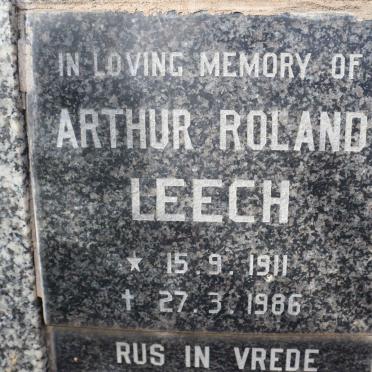 IN LOVING MEMORY OF
ARTHUR ROLAND
LEECH
* 15.9.1911
† 27.3.1986
RUS IN VREDE